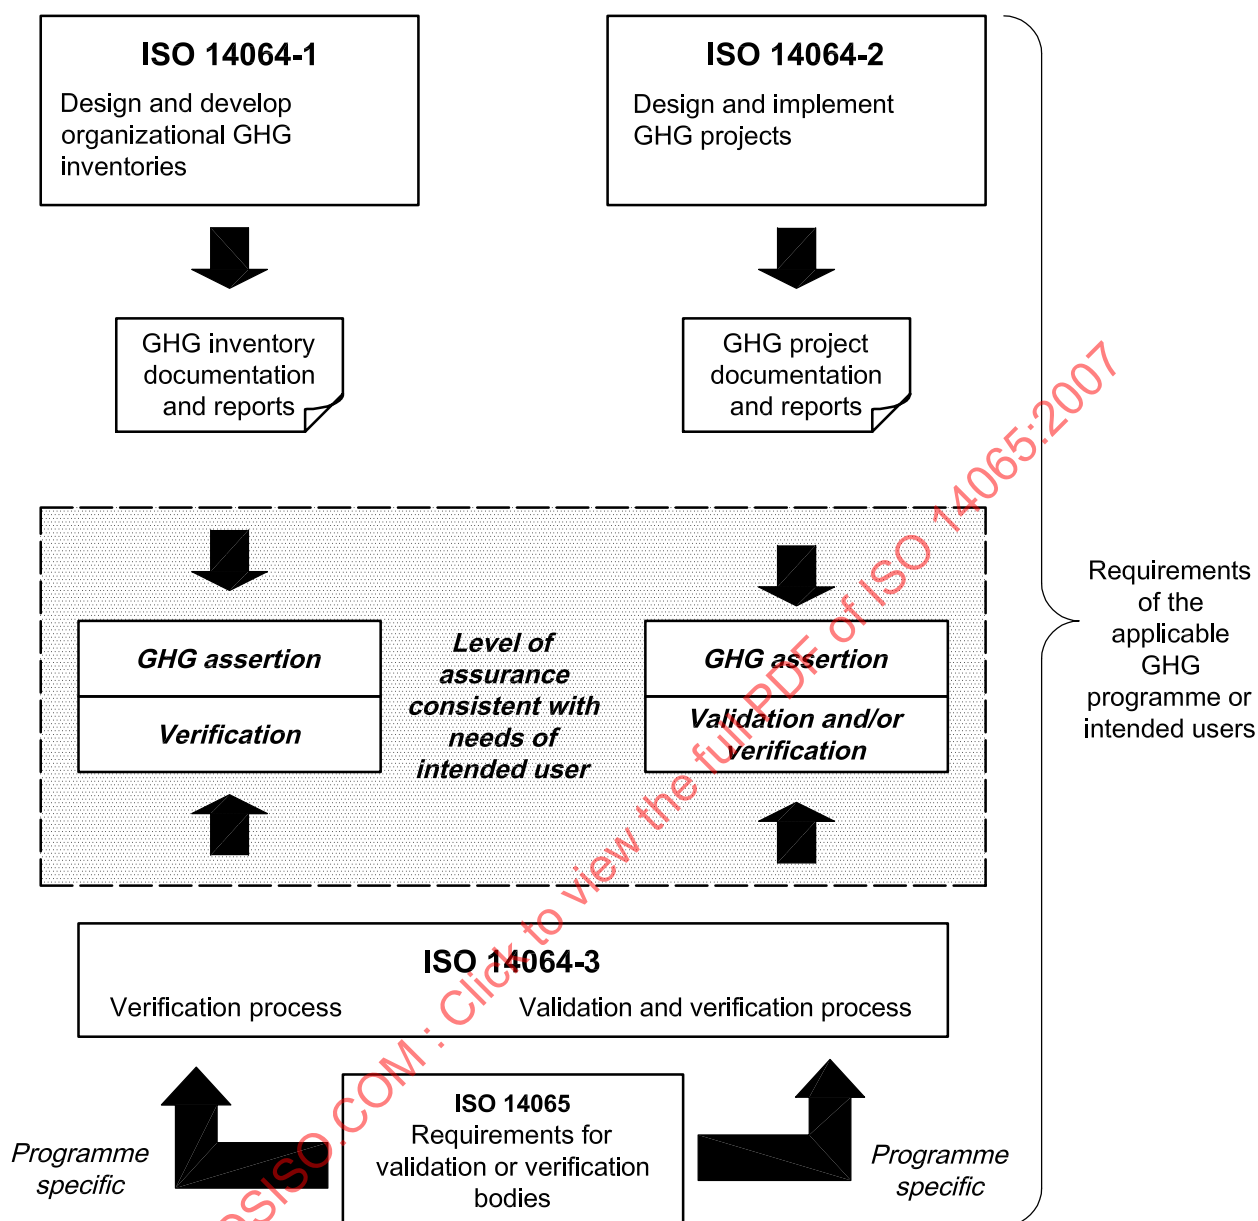 ISO 14064-1
Design and develop
organizational GHG
inventories
ISO 14064-2
Design and implement
GHG projects
GHG inventory
documentation
and reports
GHG project
documentation
and reports
GHG assertion
Verification
Level of
assurance
consistent with
needs of
intended user
GHG assertion
Validation and/or
verification
Requirements
of the
applicable
GHG
programme or
intended users
ISO 14064-3
Verification process
Validation and verification process
Programme
specific
ISO 14065
Requirements for
validation or verification
bodies
Programme
specific
OSISO.COM : Click to view the full PDF of ISO 14065:2007